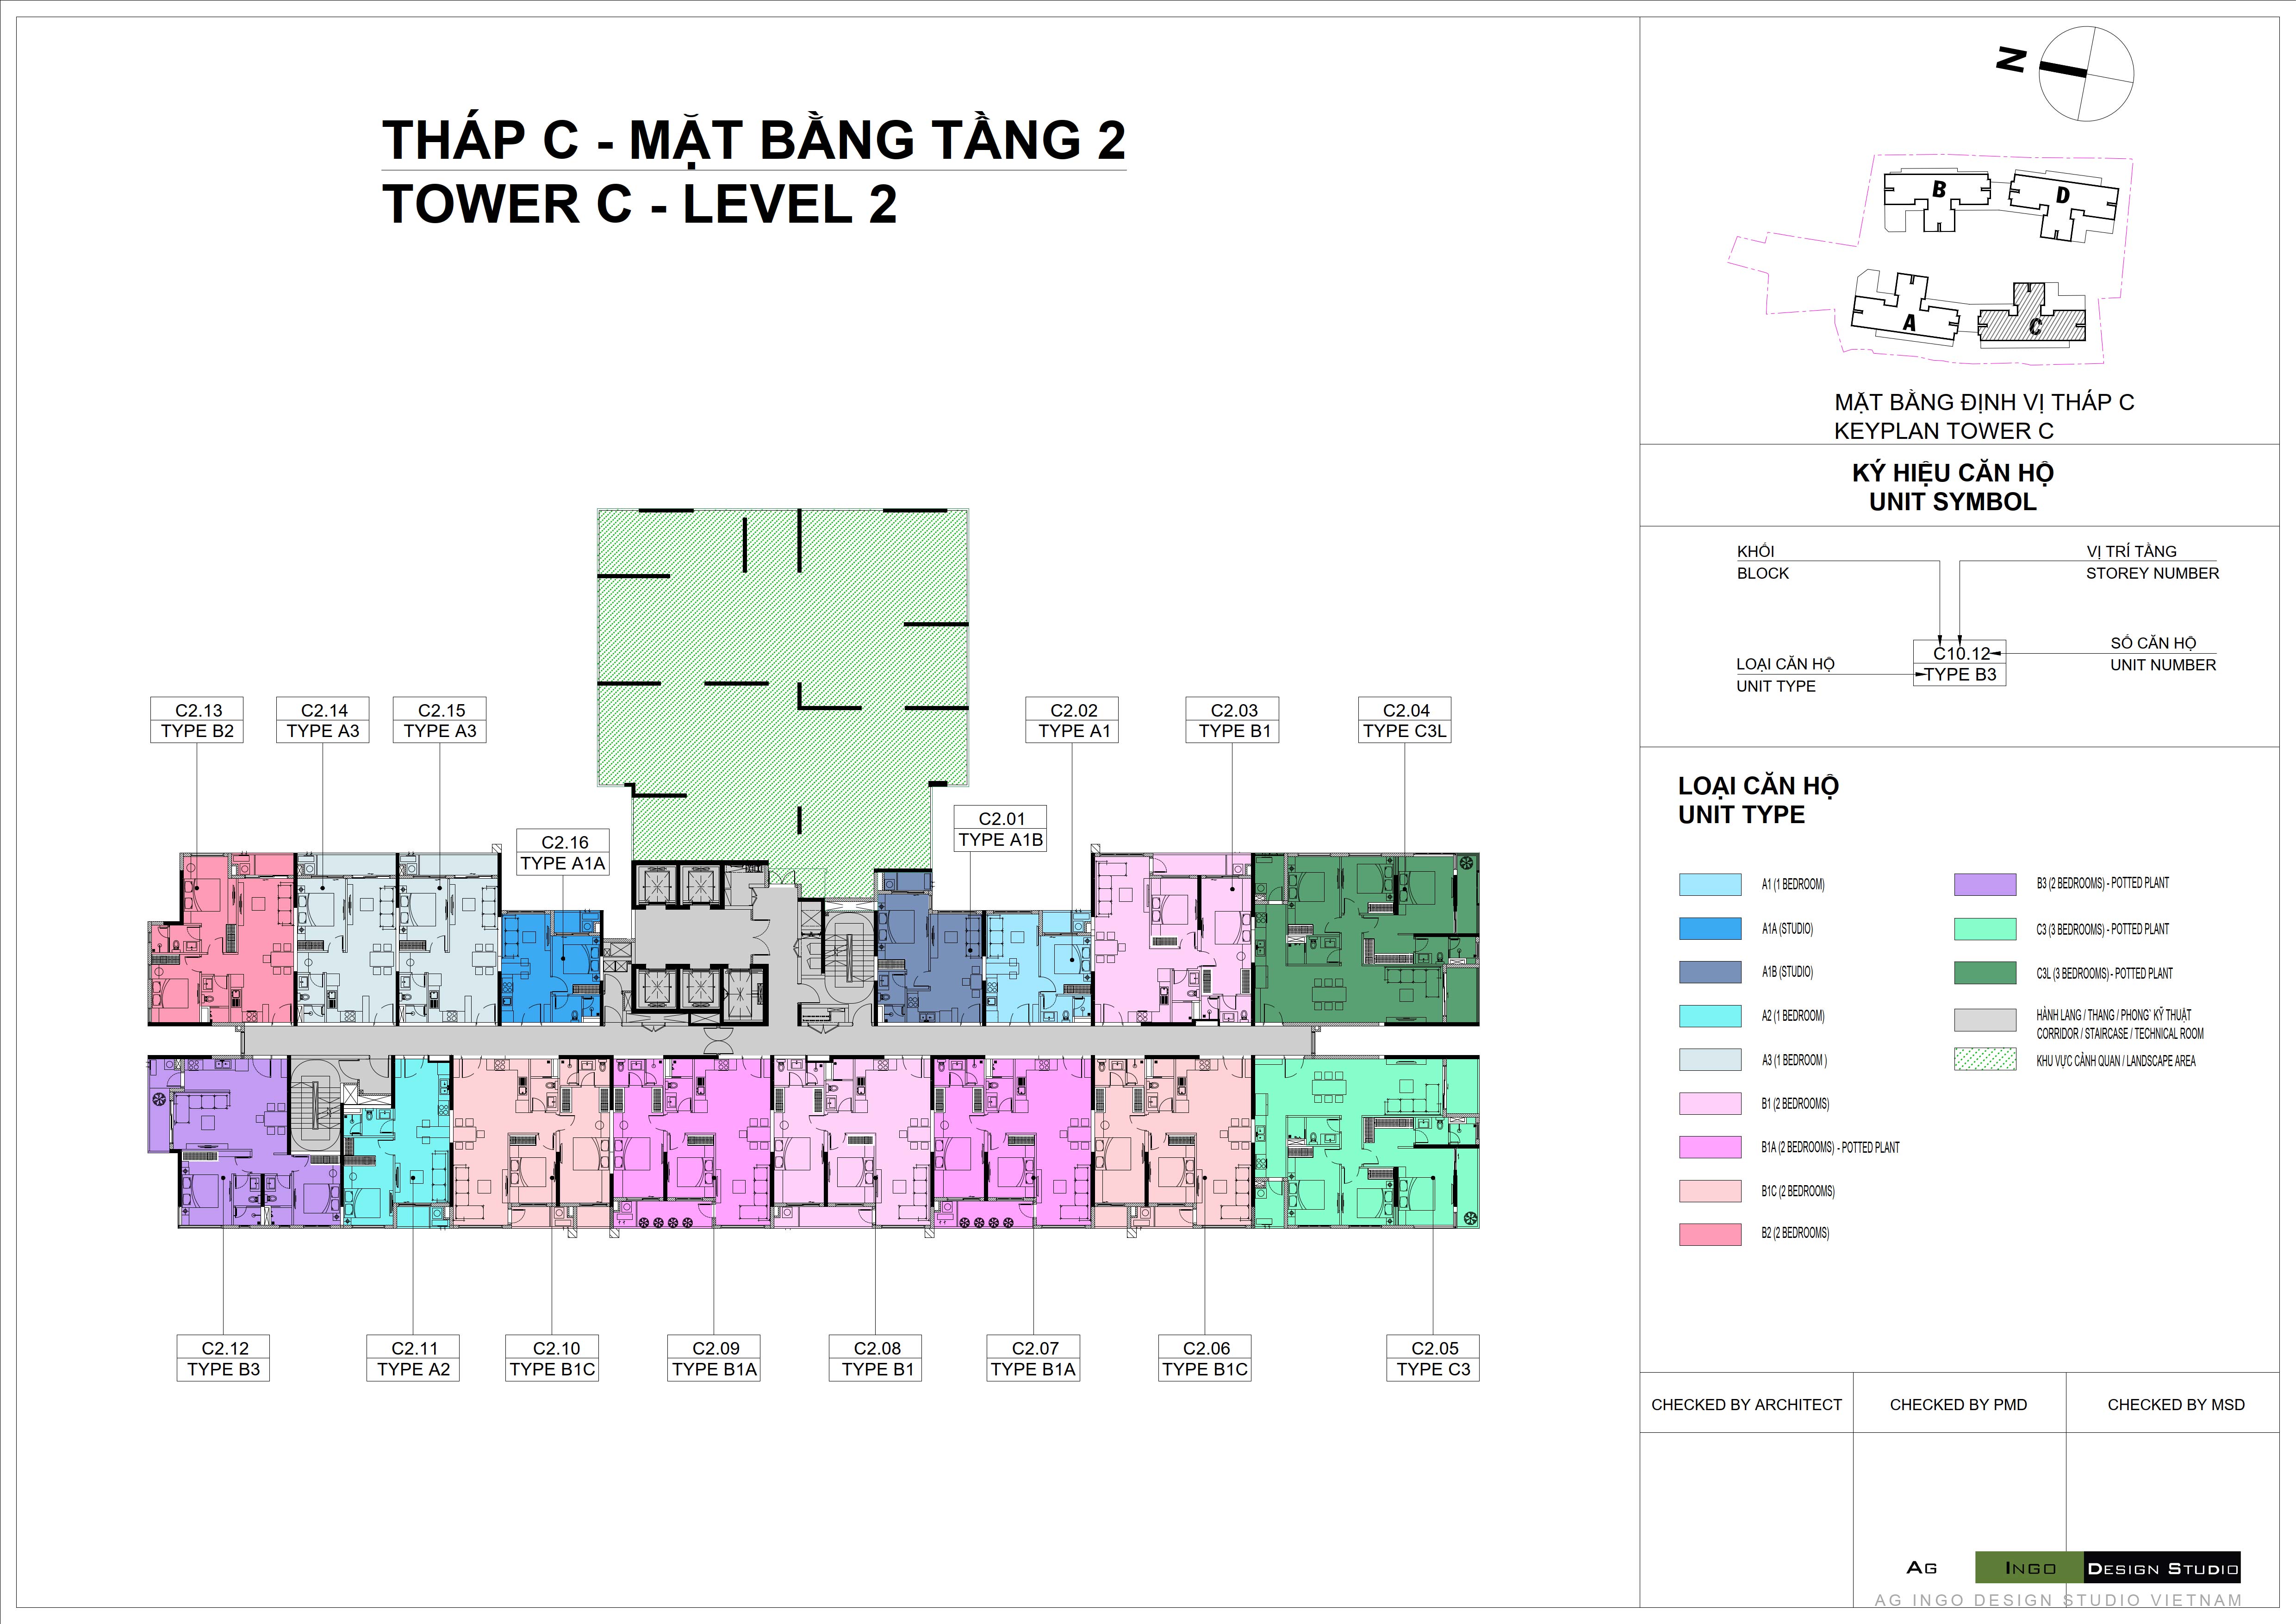 THÁP C - MẶT BẰNG TẦNG 2
TOWER C - LEVEL 2
N
B
D
A
C
MẶT BẰNG ĐỊNH VỊ THÁP C
KEYPLAN TOWER C
KÝ HIỆU CĂN HỘ
UNIT SYMBOL
KHỐI
BLOCK
VỊ TRÍ TẦNG
STOREY NUMBER
C10.12
TYPE B3
SỐ CĂN HỘ
UNIT NUMBER
LOẠI CĂN HỘ
UNIT TYPE
C2.13
TYPE B2
C2.14
TYPE A3
C2.15
TYPE A3
C2.16
TYPE A1A
C2.01
TYPE A1B
C2.02
TYPE A1
C2.03
TYPE B1
C2.04
TYPE C3L
C2.12
TYPE B3
C2.11
TYPE A2
C2.10
TYPE B1C
C2.09
TYPE B1A
C2.08
TYPE B1
C2.07
TYPE B1A
C2.06
TYPE B1C
C2.05
TYPE C3
LOẠI CĂN HỘ
UNIT TYPE
A1 (1 BEDROOM)
A1A (STUDIO)
A1B (STUDIO)
A2 (1 BEDROOM)
A3 (1 BEDROOM )
B1 (2 BEDROOMS)
B1A (2 BEDROOMS) - POTTED PLANT
B1C (2 BEDROOMS)
B2 (2 BEDROOMS)
B3 (2 BEDROOMS) - POTTED PLANT
C3 (3 BEDROOMS) - POTTED PLANT
C3L (3 BEDROOMS) - POTTED PLANT
HÀNH LANG / THANG / PHONG` KỸ THUẬT
CORRIDOR / STAIRCASE / TECHNICAL ROOM
KHU VỰC CẢNH QUAN / LANDSCAPE AREA
CHECKED BY ARCHITECT
CHECKED BY PMD
CHECKED BY MSD
AG INGO DESIGN STUDIO
AG INGO DESIGN STUDIO VIETNAM